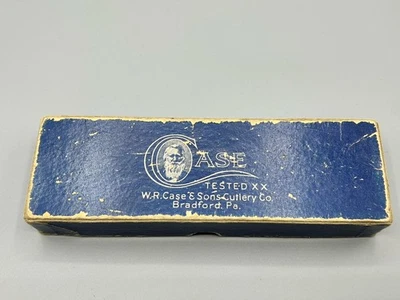 CASE
TESTED XX
W.R. Case & Sons Cutlery Co.
Bradford, Pa.